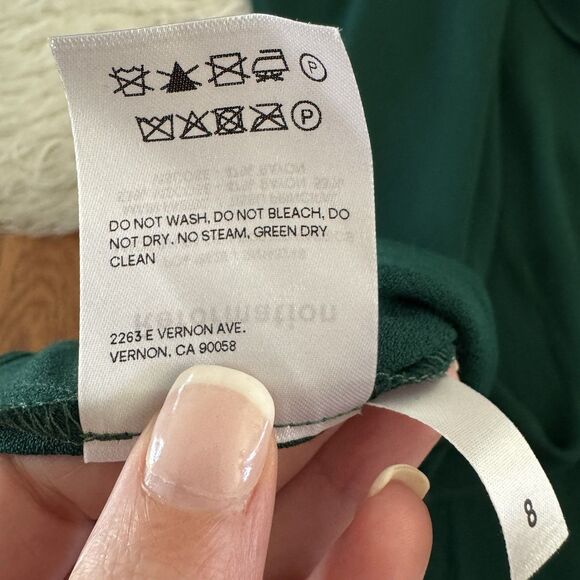 P
P
DO NOT WASH, DO NOT BLEACH, DO
NOT DRY, NO STEAM, GREEN DRY
CLEAN
Reformation
2263 E VERNON AVE.
VERNON, CA 90058
8